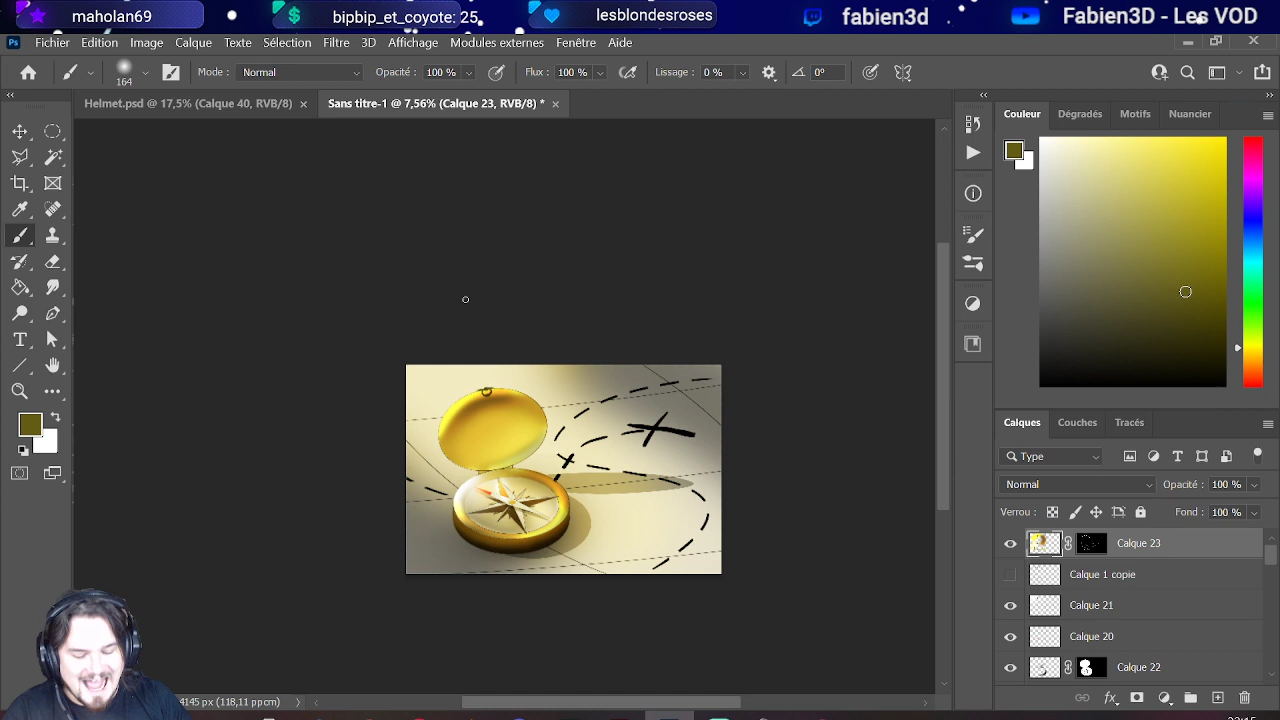 maholan69
bipbip_et_coyote: 25
lesblondesroses
fabien3d
Fabien3D - Les VOD
Ps Fichier Edition Image Calque Texte Sélection Filtre 3D Affichage Modules externes Fenêtre Aide
164 Mode : Normal Opacité : 100 % Flux : 100 % Lissage : 0 % 0°
Helmet.psd @ 17,5% (Calque 40, RVB/8) × Sans titre-1 @ 7,56% (Calque 23, RVB/8) * ×
Couleur Dégradés Motifs Nuancier
Calques Couches Tracés
Type
Normal Opacité : 100 %
Verrou : Fond : 100 %
Calque 23
Calque 1 copie
Calque 21
Calque 20
Calque 22
4145 px (118,11 ppcm)